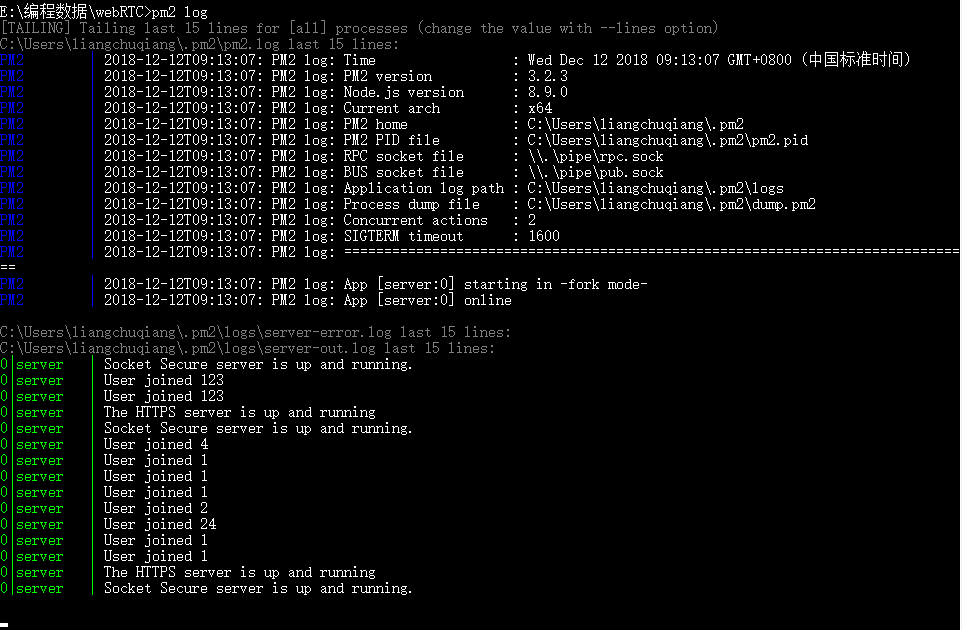 E:\编程数据\webRTC>pm2 log
[TAILING] Tailing last 15 lines for [all] processes (change the value with --lines option)
C:\Users\liangchuqiang\.pm2\pm2.log last 15 lines:
PM2 | 2018-12-12T09:13:07: PM2 log: Time : Wed Dec 12 2018 09:13:07 GMT+0800 (中国标准时间)
PM2 | 2018-12-12T09:13:07: PM2 log: PM2 version : 3.2.3
PM2 | 2018-12-12T09:13:07: PM2 log: Node.js version : 8.9.0
PM2 | 2018-12-12T09:13:07: PM2 log: Current arch : x64
PM2 | 2018-12-12T09:13:07: PM2 log: PM2 home : C:\Users\liangchuqiang\.pm2
PM2 | 2018-12-12T09:13:07: PM2 log: PM2 PID file : C:\Users\liangchuqiang\.pm2\pm2.pid
PM2 | 2018-12-12T09:13:07: PM2 log: RPC socket file : \\.\pipe\rpc.sock
PM2 | 2018-12-12T09:13:07: PM2 log: BUS socket file : \\.\pipe\pub.sock
PM2 | 2018-12-12T09:13:07: PM2 log: Application log path : C:\Users\liangchuqiang\.pm2\logs
PM2 | 2018-12-12T09:13:07: PM2 log: Process dump file : C:\Users\liangchuqiang\.pm2\dump.pm2
PM2 | 2018-12-12T09:13:07: PM2 log: Concurrent actions : 2
PM2 | 2018-12-12T09:13:07: PM2 log: SIGTERM timeout : 1600
PM2 | 2018-12-12T09:13:07: PM2 log: =============================================================================
==
PM2 | 2018-12-12T09:13:07: PM2 log: App [server:0] starting in -fork mode-
PM2 | 2018-12-12T09:13:07: PM2 log: App [server:0] online
C:\Users\liangchuqiang\.pm2\logs\server-error.log last 15 lines:
C:\Users\liangchuqiang\.pm2\logs\server-out.log last 15 lines:
0|server | Socket Secure server is up and running.
0|server | User joined 123
0|server | User joined 123
0|server | The HTTPS server is up and running
0|server | Socket Secure server is up and running.
0|server | User joined 4
0|server | User joined 1
0|server | User joined 1
0|server | User joined 1
0|server | User joined 2
0|server | User joined 24
0|server | User joined 1
0|server | User joined 1
0|server | The HTTPS server is up and running
0|server | Socket Secure server is up and running.